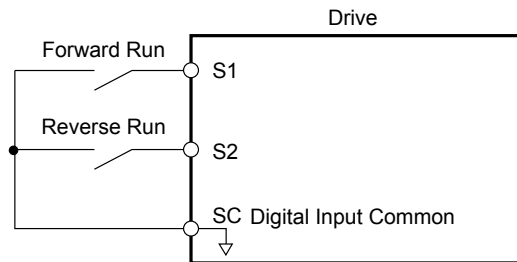 Drive
Forward Run
S1
Reverse Run
S2
SC Digital Input Common